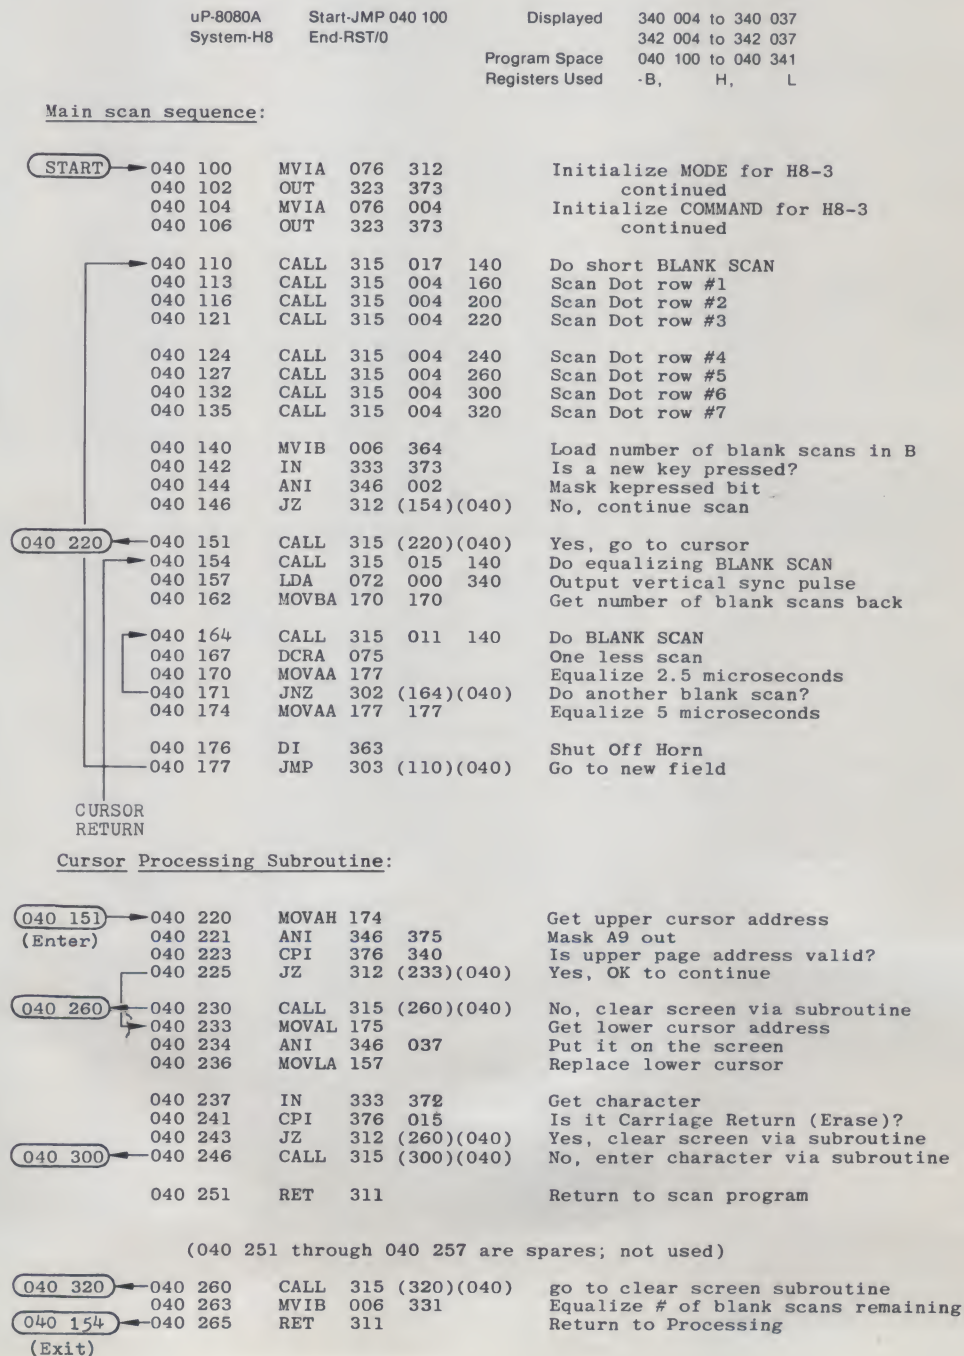 uP-8080A Start-JMP 040 100 Displayed 340 004 to 340 037
System-H8 End-RST/0 342 004 to 342 037
Program Space 040 100 to 040 341
Registers Used -B, H, L
Main scan sequence:
START 040 100 MVIA 076 312 Initialize MODE for H8-3
040 102 OUT 323 373 continued
040 104 MVIA 076 004 Initialize COMMAND for H8-3
040 106 OUT 323 373 continued
040 110 CALL 315 017 140 Do short BLANK SCAN
040 113 CALL 315 004 160 Scan Dot row #1
040 116 CALL 315 004 200 Scan Dot row #2
040 121 CALL 315 004 220 Scan Dot row #3
040 124 CALL 315 004 240 Scan Dot row #4
040 127 CALL 315 004 260 Scan Dot row #5
040 132 CALL 315 004 300 Scan Dot row #6
040 135 CALL 315 004 320 Scan Dot row #7
040 140 MVIB 006 364 Load number of blank scans in B
040 142 IN 333 373 Is a new key pressed?
040 144 ANI 346 002 Mask kepressed bit
040 146 JZ 312 (154)(040) No, continue scan
040 220 040 151 CALL 315 (220)(040) Yes, go to cursor
040 154 CALL 315 015 140 Do equalizing BLANK SCAN
040 157 LDA 072 000 340 Output vertical sync pulse
040 162 MOVBA 170 170 Get number of blank scans back
040 164 CALL 315 011 140 Do BLANK SCAN
040 167 DCRA 075 One less scan
040 170 MOVAA 177 Equalize 2.5 microseconds
040 171 JNZ 302 (164)(040) Do another blank scan?
040 174 MOVAA 177 177 Equalize 5 microseconds
040 176 DI 363 Shut Off Horn
040 177 JMP 303 (110)(040) Go to new field
CURSOR
RETURN
Cursor Processing Subroutine:
040 151 040 220 MOVAH 174 Get upper cursor address
(Enter) 040 221 ANI 346 375 Mask A9 out
040 223 CPI 376 340 Is upper page address valid?
040 225 JZ 312 (233)(040) Yes, OK to continue
040 260 040 230 CALL 315 (260)(040) No, clear screen via subroutine
040 233 MOVAL 175 Get lower cursor address
040 234 ANI 346 037 Put it on the screen
040 236 MOVLA 157 Replace lower cursor
040 237 IN 333 372 Get character
040 241 CPI 376 015 Is it Carriage Return (Erase)?
040 243 JZ 312 (260)(040) Yes, clear screen via subroutine
040 300 040 246 CALL 315 (300)(040) No, enter character via subroutine
040 251 RET 311 Return to scan program
(040 251 through 040 257 are spares; not used)
040 320 040 260 CALL 315 (320)(040) go to clear screen subroutine
040 263 MVIB 006 331 Equalize # of blank scans remaining
040 154 040 265 RET 311 Return to Processing
(Exit)